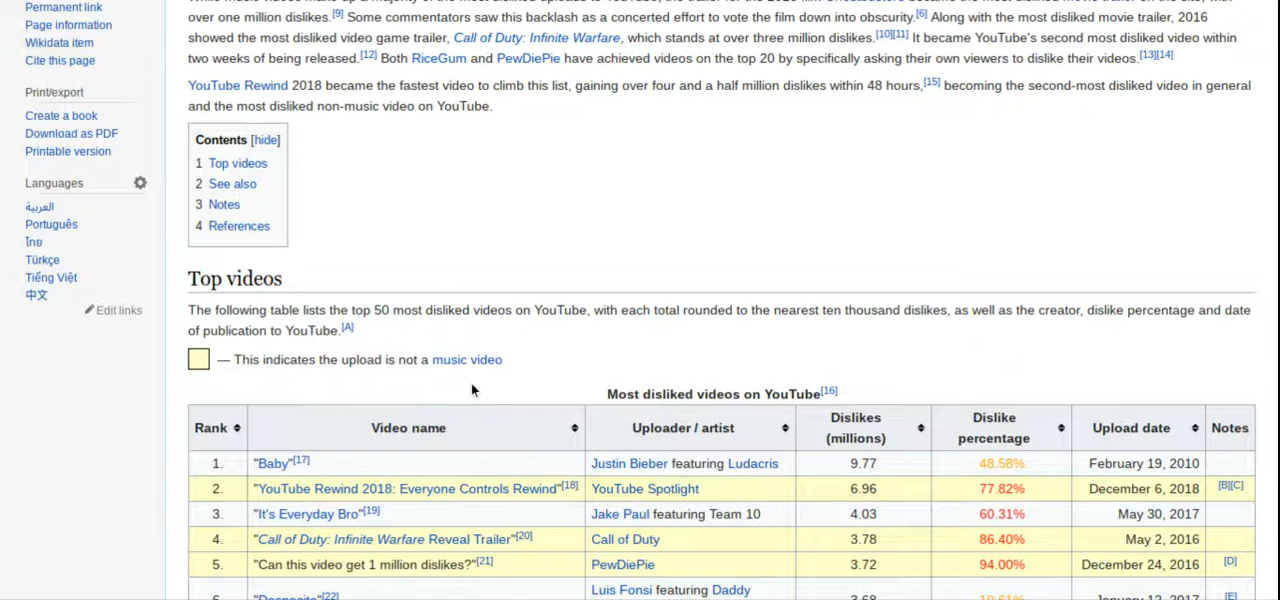 Permanent link
Page information
Wikidata item
Cite this page
Print/export
Create a book
Download as PDF
Printable version
Languages
العربية
Português
ไทย
Türkçe
Tiếng Việt
中文
Edit links
over one million dislikes.[9] Some commentators saw this backlash as a concerted effort to vote the film down into obscurity.[6] Along with the most disliked movie trailer, 2016
showed the most disliked video game trailer, Call of Duty: Infinite Warfare, which stands at over three million dislikes.[10][11] It became YouTube's second most disliked video within
two weeks of being released.[12] Both RiceGum and PewDiePie have achieved videos on the top 20 by specifically asking their own viewers to dislike their videos.[13][14]
YouTube Rewind 2018 became the fastest video to climb this list, gaining over four and a half million dislikes within 48 hours,[15] becoming the second-most disliked video in general
and the most disliked non-music video on YouTube.
Contents [hide]
1 Top videos
2 See also
3 Notes
4 References
Top videos
The following table lists the top 50 most disliked videos on YouTube, with each total rounded to the nearest ten thousand dislikes, as well as the creator, dislike percentage and date
of publication to YouTube.[A]
— This indicates the upload is not a music video
Most disliked videos on YouTube[16]
Rank Video name Uploader / artist Dislikes (millions) Dislike percentage Upload date Notes
1. "Baby"[17] Justin Bieber featuring Ludacris 9.77 48.58% February 19, 2010
2. "YouTube Rewind 2018: Everyone Controls Rewind"[18] YouTube Spotlight 6.96 77.82% December 6, 2018 [B][C]
3. "It's Everyday Bro"[19] Jake Paul featuring Team 10 4.03 60.31% May 30, 2017
4. "Call of Duty: Infinite Warfare Reveal Trailer"[20] Call of Duty 3.78 86.40% May 2, 2016
5. "Can this video get 1 million dislikes?"[21] PewDiePie 3.72 94.00% December 24, 2016 [D]
Luis Fonsi featuring Daddy
"Despacito"[22] [E]